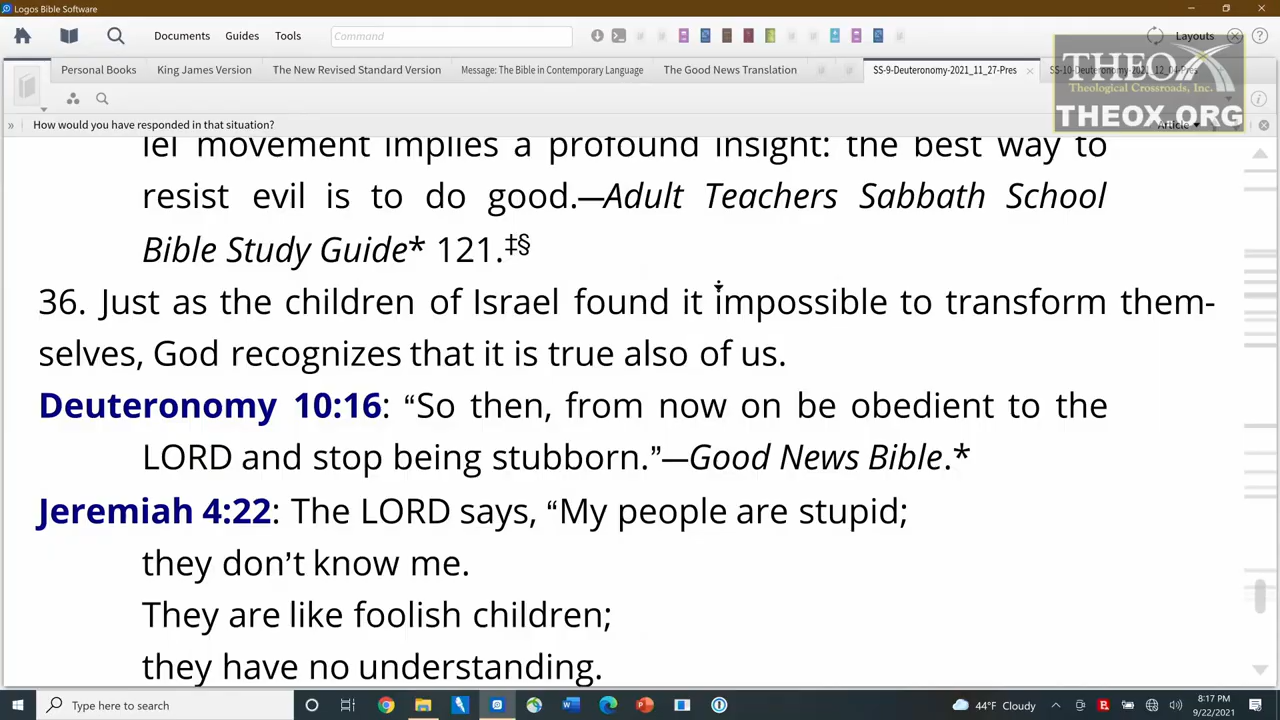 Logos Bible Software
Documents Guides Tools Command Layouts
Personal Books King James Version The New Revised Standard The Good News Translation SS-9-Deuteronomy-2021_11_27-Pres SS-10-Deuteronomy-2021_12_04-Pres
ssage: The Bible in Contemporary Language
THEOX
Theological Crossroads, Inc.
THEOX.ORG
How would you have responded in that situation? Article
lel movement implies a profound insight: the best way to
resist evil is to do good.—Adult Teachers Sabbath School
Bible Study Guide* 121.‡§
36. Just as the children of Israel found it impossible to transform them-
selves, God recognizes that it is true also of us.
Deuteronomy 10:16: “So then, from now on be obedient to the
LORD and stop being stubborn.”—Good News Bible.*
Jeremiah 4:22: The LORD says, “My people are stupid;
they don’t know me.
They are like foolish children;
they have no understanding.
Type here to search 44°F Cloudy 8:17 PM
9/22/2021